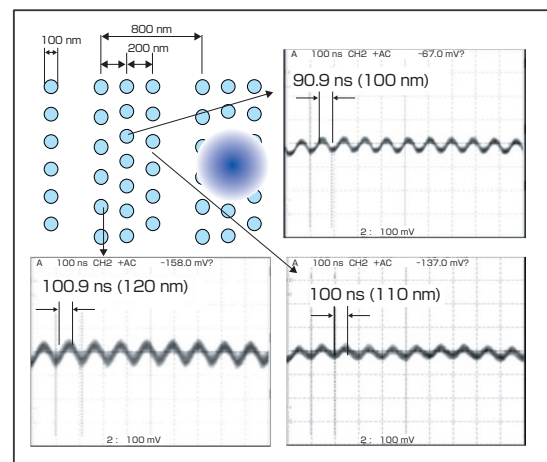 800 nm
100 nm
200 nm
A 100 ns CH2 +AC -67.0 mV?
90.9 ns (100 nm)
2: 100 mV
A 100 ns CH2 +AC -158.0 mV?
100.9 ns (120 nm)
2: 100 mV
A 100 ns CH2 +AC -137.0 mV?
100 ns (110 nm)
2: 100 mV